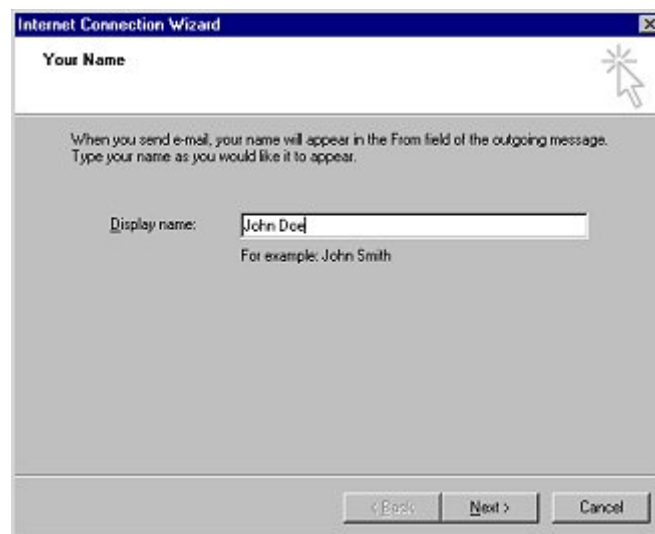 Internet Connection Wizard
Your Name
When you send e-mail, your name will appear in the From field of the outgoing message.
Type your name as you would like it to appear.
Display name: John Doe
For example: John Smith
< Back Next > Cancel